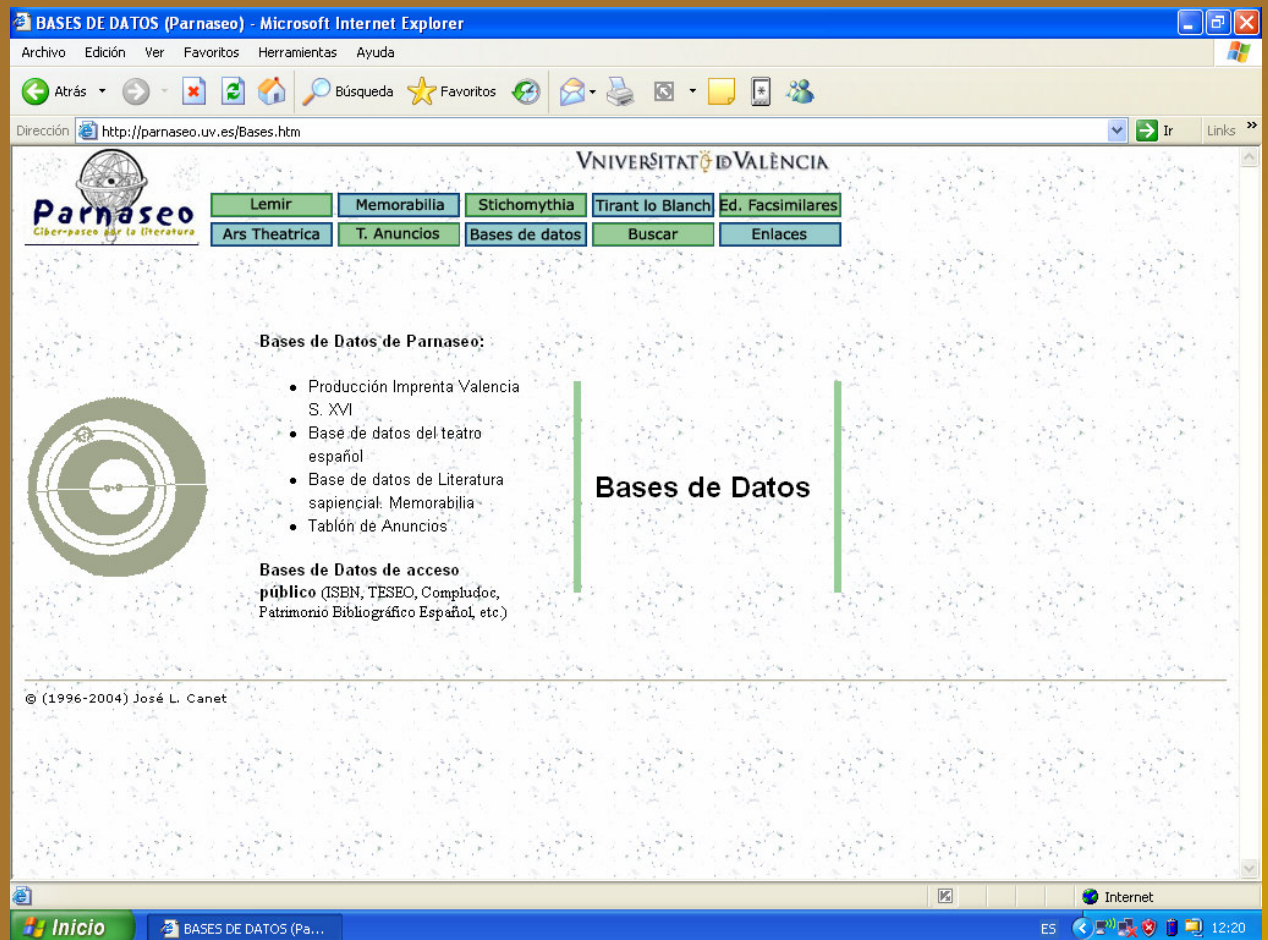 BASES DE DATOS (Parnaseo) - Microsoft Internet Explorer
Archivo Edición Ver Favoritos Herramientas Ayuda
Atrás Búsqueda Favoritos
Dirección http://parnaseo.uv.es/Bases.htm Ir Links »
VNIVERSITAT ID VALÈNCIA
Parnaseo
Ciber-paseo por la literatura
Lemir Memorabilia Stichomythia Tirant lo Blanch Ed. Facsimilares
Ars Theatrica T. Anuncios Bases de datos Buscar Enlaces
Bases de Datos de Parnaseo:
• Producción Imprenta Valencia
S. XVI
• Base de datos del teatro
español
• Base de datos de Literatura
sapiencial: Memorabilia
• Tablón de Anuncios
Bases de Datos de acceso
público (ISBN, TESEO, Compludoc,
Patrimonio Bibliográfico Español, etc.)
Bases de Datos
© (1996-2004) José L. Canet
Internet
Inicio BASES DE DATOS (Pa... ES 12:20